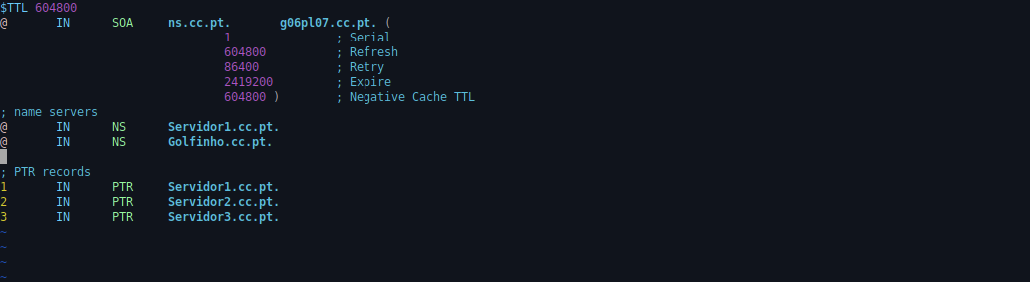 $TTL 604800
@ IN SOA ns.cc.pt. g06pl07.cc.pt. (
1 ; Serial
604800 ; Refresh
86400 ; Retry
2419200 ; Expire
604800 ) ; Negative Cache TTL
; name servers
@ IN NS Servidor1.cc.pt.
@ IN NS Golfinho.cc.pt.
; PTR records
1 IN PTR Servidor1.cc.pt.
2 IN PTR Servidor2.cc.pt.
3 IN PTR Servidor3.cc.pt.
~
~
~
~